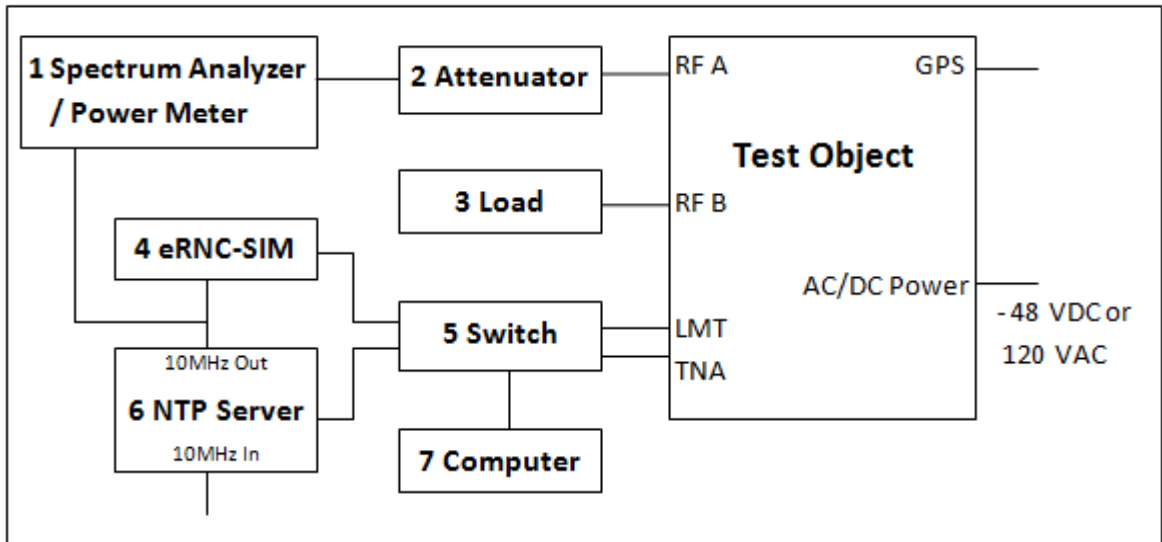 1 Spectrum Analyzer
/ Power Meter
2 Attenuator
RF A
GPS
Test Object
3 Load
RF B
4 eRNC-SIM
AC/DC Power
-48 VDC or
120 VAC
5 Switch
LMT
TNA
10MHz Out
6 NTP Server
10MHz In
7 Computer